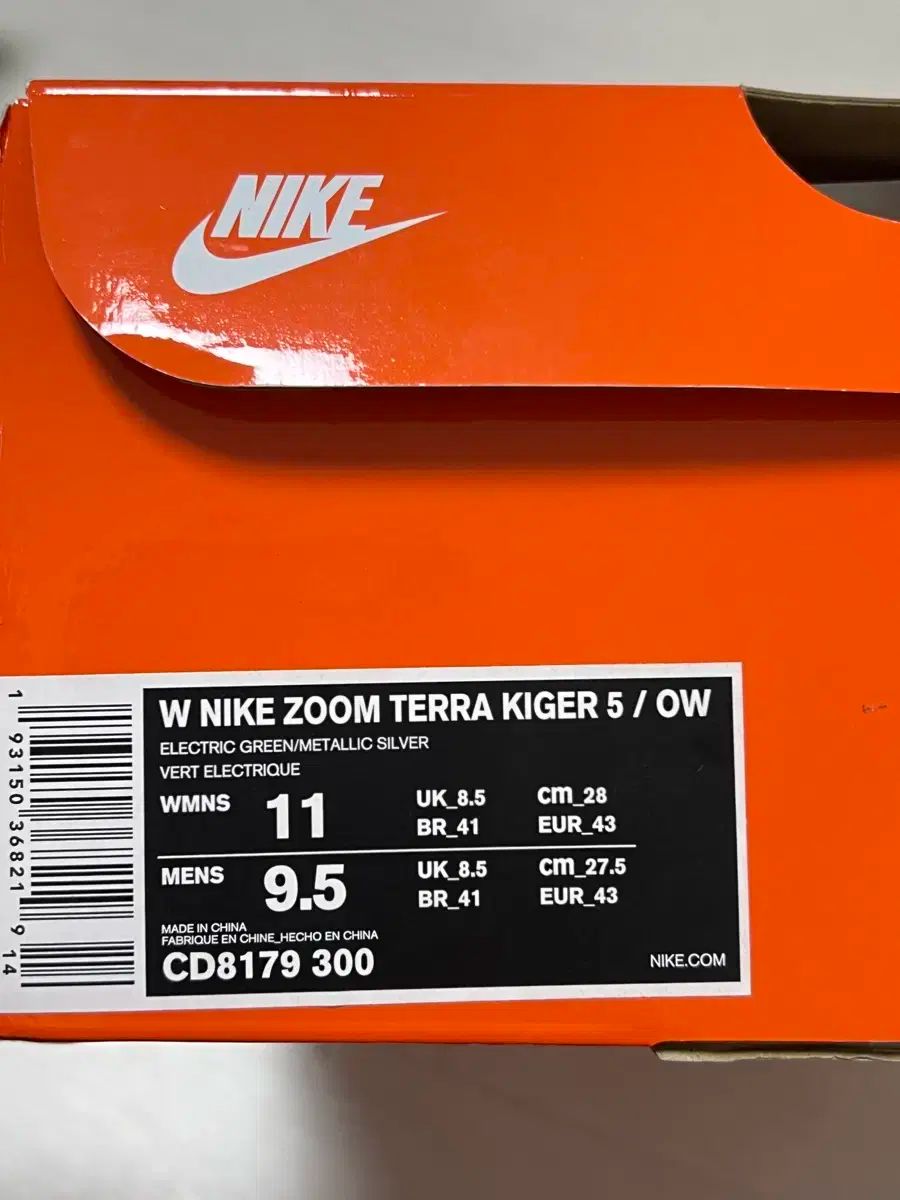 NIKE
W NIKE ZOOM TERRA KIGER 5 / OW
ELECTRIC GREEN/METALLIC SILVER
VERT ELECTRIQUE
WMNS 11 UK_8.5 cm_28
BR_41 EUR_43
MENS 9.5 UK_8.5 cm_27.5
BR_41 EUR_43
MADE IN CHINA
FABRIQUE EN CHINE_HECHO EN CHINA
CD8179 300
NIKE.COM
1 93150 36821 9 14